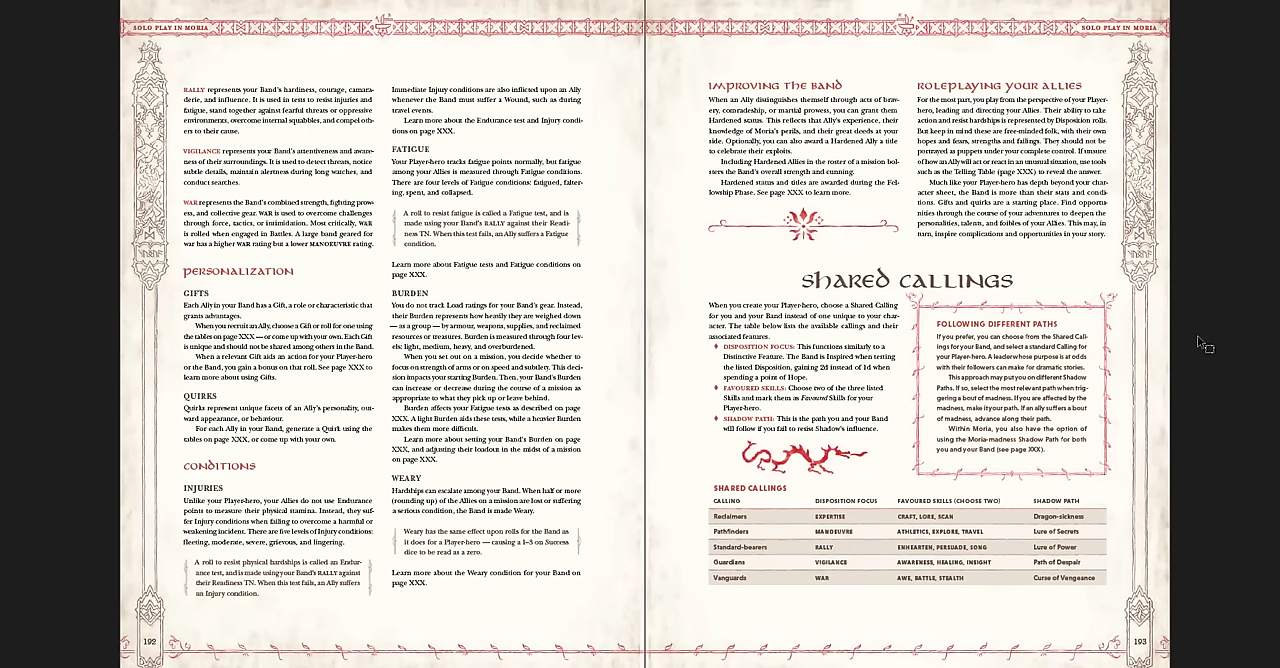 SOLO PLAY IN MORIA
RALLY represents your Band's hardiness, courage, camara-
derie, and influence. It is used in tests to resist injuries and
fatigue, stand together against fearful threats or oppressive
environments, overcome internal squabbles, and compel oth-
ers to their cause.
VIGILANCE represents your Band's attentiveness and aware-
ness of their surroundings. It is used to detect threats, notice
subtle details, maintain alertness during long watches, and
conduct searches.
WAR represents the Band's combined strength, fighting prow-
ess, and collective gear. WAR is used to overcome challenges
through force, tactics, or intimidation. Most critically, WAR
is rolled when engaged in Battles. A large band geared for
war has a higher WAR rating but a lower MANOEUVRE rating.
PERSONALIZATION
GIFTS
Each Ally in your Band has a Gift, a role or characteristic that
grants advantages.
When you recruit an Ally, choose a Gift or roll for one using
the tables on page XXX — or come up with your own. Each Gift
is unique and should not be shared among others in the Band.
When a relevant Gift aids an action for your Player-hero
or the Band, you gain a bonus on that roll. See page XXX to
learn more about using Gifts.
QUIRKS
Quirks represent unique facets of an Ally's personality, out-
ward appearance, or behaviour.
For each Ally in your Band, generate a Quirk using the
tables on page XXX, or come up with your own.
CONDITIONS
INJURIES
Unlike your Player-hero, your Allies do not use Endurance
points to measure their physical stamina. Instead, they suf-
fer Injury conditions when failing to overcome a harmful or
weakening incident. There are five levels of Injury conditions:
fleeting, moderate, severe, grievous, and lingering.
A roll to resist physical hardships is called an Endur-
ance test, and is made using your Band's RALLY against
their Readiness TN. When this test fails, an Ally suffers
an Injury condition.
192
Immediate Injury conditions are also inflicted upon an Ally
whenever the Band must suffer a Wound, such as during
travel events.
Learn more about the Endurance test and Injury condi-
tions on page XXX.
FATIGUE
Your Player-hero tracks Fatigue points normally, but fatigue
among your Allies is measured through Fatigue conditions.
There are four levels of Fatigue conditions: fatigued, falter-
ing, spent, and collapsed.
A roll to resist fatigue is called a Fatigue test, and is
made using your Band's RALLY against their Readi-
ness TN. When this test fails, an Ally suffers a Fatigue
condition.
Learn more about Fatigue tests and Fatigue conditions on
page XXX.
BURDEN
You do not track Load ratings for your Band's gear. Instead,
their Burden represents how heavily they are weighed down
— as a group — by armour, weapons, supplies, and reclaimed
resources or treasures. Burden is measured through four lev-
els: light, medium, heavy, and overburdened.
When you set out on a mission, you decide whether to
focus on strength of arms or on speed and subtlety. This deci-
sion impacts your starting Burden. Then, your Band's Burden
can increase or decrease during the course of a mission as
appropriate to what they pick up or leave behind.
Burden affects your Fatigue tests as described on page
XXX. A light Burden aids these tests, while a heavier Burden
makes them more difficult.
Learn more about setting your Band's Burden on page
XXX, and adjusting their loadout in the midst of a mission
on page XXX.
WEARY
Hardships can escalate among your Band. When half or more
(rounding up) of the Allies on a mission are lost or suffering
a serious condition, the Band is made Weary.
Weary has the same effect upon rolls for the Band as
it does for a Player-hero — causing a 1–3 on Success
dice to be read as a zero.
Learn more about the Weary condition for your Band on
page XXX.
SOLO PLAY IN MORIA
IMPROVING THE BAND
When an Ally distinguishes themself through acts of brav-
ery, comradeship, or martial prowess, you can grant them
Hardened status. This reflects that Ally's experience, their
knowledge of Moria's perils, and their great deeds at your
side. Optionally, you can also award a Hardened Ally a title
to celebrate their exploits.
Including Hardened Allies in the roster of a mission bol-
sters the Band's overall strength and cunning.
Hardened status and titles are awarded during the Fel-
lowship Phase. See page XXX to learn more.
ROLEPLAYING YOUR ALLIES
For the most part, you play from the perspective of your Player-
hero, leading and directing your Allies. Their ability to take
action and resist hardships is represented by Disposition rolls.
But keep in mind these are free-minded folk, with their own
hopes and fears, strengths and failings. They should not be
portrayed as puppets under your complete control. If unsure
of how an Ally will act or react in an unusual situation, use tools
such as the Telling Table (page XXX) to reveal the answer.
Much like your Player-hero has depth beyond your char-
acter sheet, the Band is more than their stats and condi-
tions. Gifts and quirks are a starting place. Find opportu-
nities through the course of your adventures to deepen the
personalities, talents, and foibles of your Allies. This may, in
turn, inspire complications and opportunities in your story.
SHARED CALLINGS
When you create your Player-hero, choose a Shared Calling
for you and your Band instead of one unique to your char-
acter. The table below lists the available callings and their
associated features.
♦ DISPOSITION FOCUS: This functions similarly to a
Distinctive Feature. The Band is Inspired when testing
the listed Disposition, gaining 2d instead of 1d when
spending a point of Hope.
♦ FAVOURED SKILLS: Choose two of the three listed
Skills and mark them as Favoured Skills for your
Player-hero.
♦ SHADOW PATH: This is the path you and your Band
will follow if you fail to resist Shadow's influence.
FOLLOWING DIFFERENT PATHS
If you prefer, you can choose from the Shared Call-
ings for your Band, and select a standard Calling for
your Player-hero. A leader whose purpose is at odds
with their followers can make for dramatic stories.
This approach may put you on different Shadow
Paths. If so, select the most relevant path when trig-
gering a bout of madness. If you are affected by the
madness, make it your path. If an ally suffers a bout
of madness, advance along their path.
Within Moria, you also have the option of
using the Moria-madness Shadow Path for both
you and your Band (see page XXX).
SHARED CALLINGS
CALLING DISPOSITION FOCUS FAVOURED SKILLS (CHOOSE TWO) SHADOW PATH
Reclaimers EXPERTISE CRAFT, LORE, SCAN Dragon-sickness
Pathfinders MANOEUVRE ATHLETICS, EXPLORE, TRAVEL Lure of Secrets
Standard-bearers RALLY ENHEARTEN, PERSUADE, SONG Lure of Power
Guardians VIGILANCE AWARENESS, HEALING, INSIGHT Path of Despair
Vanguards WAR AWE, BATTLE, STEALTH Curse of Vengeance
193